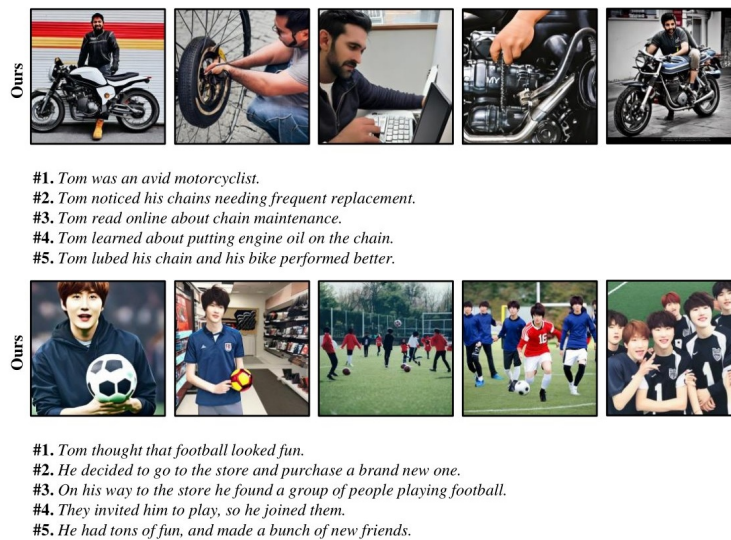 Ours
MY
#1. Tom was an avid motorcyclist.
#2. Tom noticed his chains needing frequent replacement.
#3. Tom read online about chain maintenance.
#4. Tom learned about putting engine oil on the chain.
#5. Tom lubed his chain and his bike performed better.
Ours
16
1
1
#1. Tom thought that football looked fun.
#2. He decided to go to the store and purchase a brand new one.
#3. On his way to the store he found a group of people playing football.
#4. They invited him to play, so he joined them.
#5. He had tons of fun, and made a bunch of new friends.